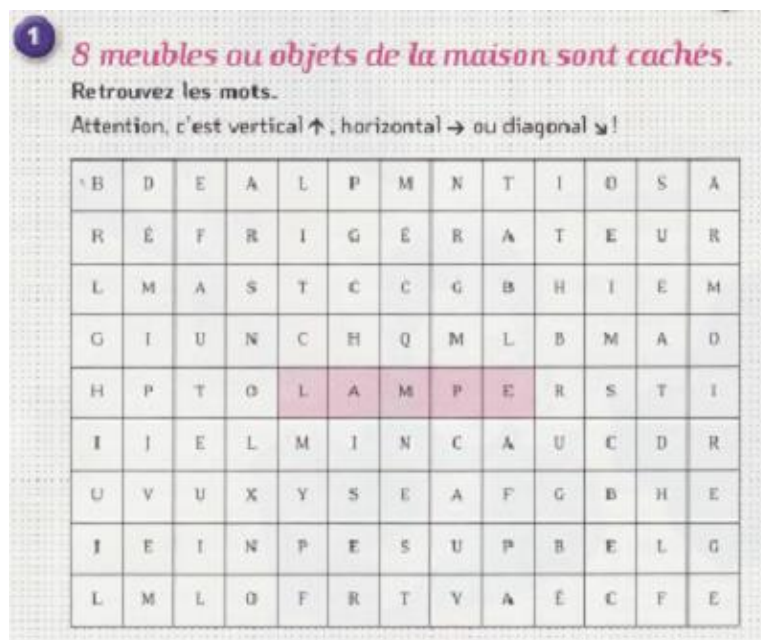 1
8 meubles ou objets de la maison sont cachés.
Retrouvez les mots.
Attention, c'est vertical ↑, horizontal → ou diagonal ↘ !
B D E A L P M N T I O S A
R É F R I G É R A T E U R
L M A S T C C G B H I E M
G I U N C H Q M L B M A O
H P T O L A M P E R S T I
I J E L M I N C A U C D R
U V U X Y S E A F G B H E
J E I N P E S U P B E L G
L M L O F R T V A É C F E